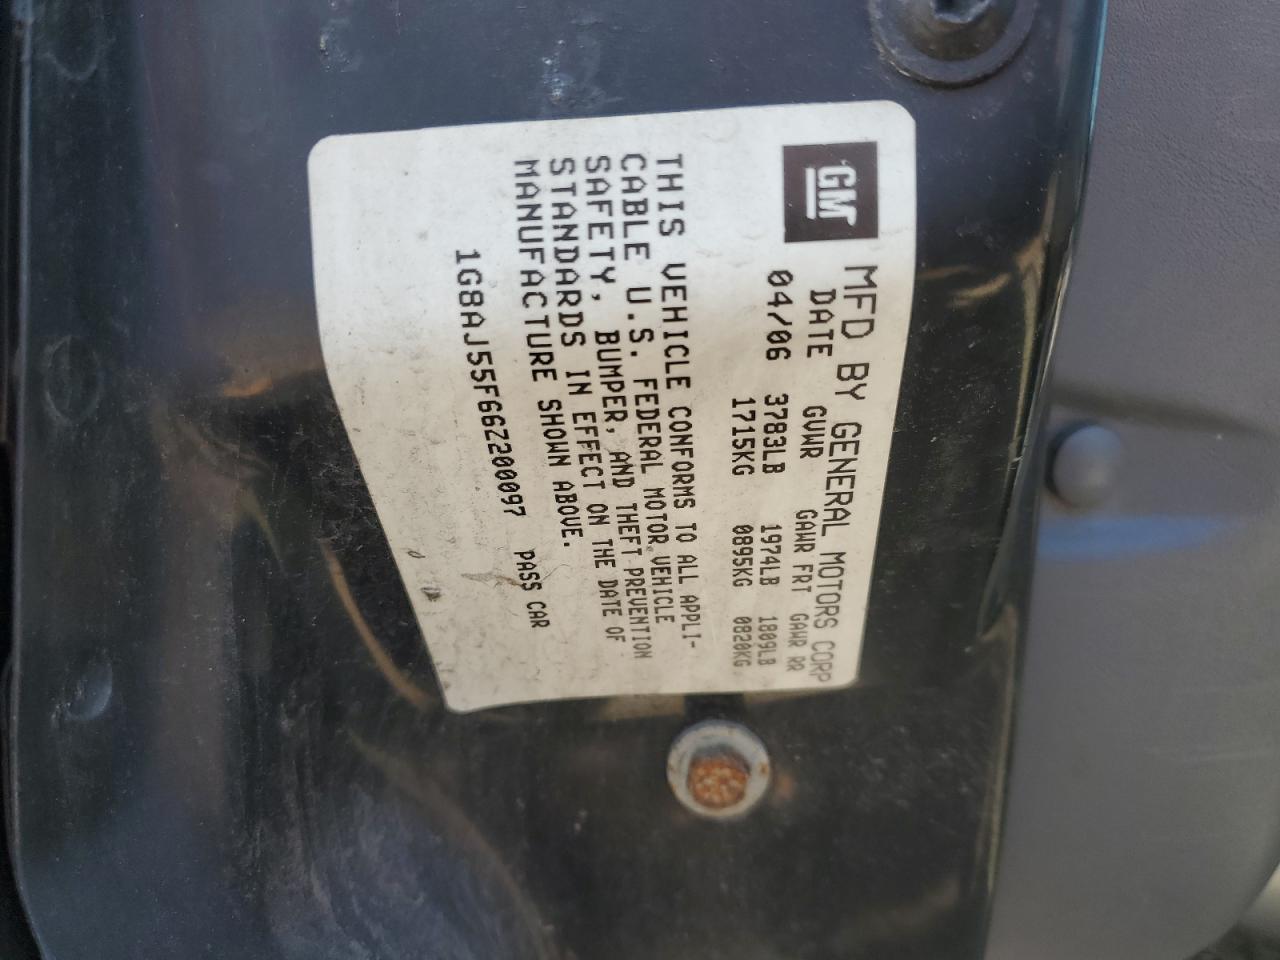 GM
MFD BY GENERAL MOTORS CORP
DATE GVWR GAWR FRT GAWR RR
04/06 3783LB 1974LB 1809LB
1715KG 0895KG 0820KG
THIS VEHICLE CONFORMS TO ALL APPLI-
CABLE U.S. FEDERAL MOTOR VEHICLE
SAFETY, BUMPER, AND THEFT PREVENTION
STANDARDS IN EFFECT ON THE DATE OF
MANUFACTURE SHOWN ABOVE.
1G8AJ55F66Z200097 PASS CAR